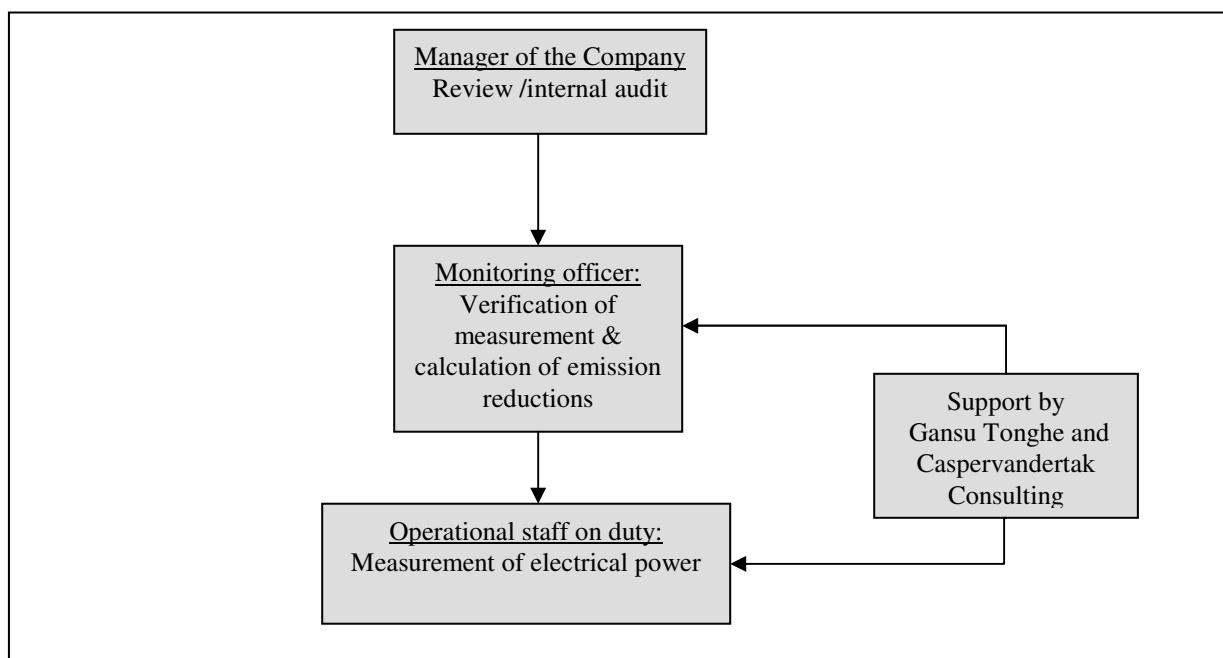 Manager of the Company
Review /internal audit
Monitoring officer:
Verification of
measurement &
calculation of emission
reductions
Support by
Gansu Tonghe and
Caspervandertak
Consulting
Operational staff on duty:
Measurement of electrical power